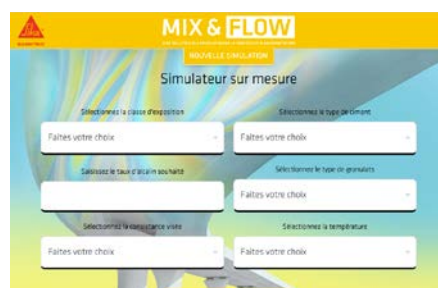 MIX & FLOW
NOUVELLE SIMULATION
Simulateur sur mesure
Sélectionnez la classe d'exposition
Sélectionnez le type de ciment
Faites votre choix
Faites votre choix
Saisissez le taux d'alcalin souhaité
Sélectionnez le type de granulats
Faites votre choix
Sélectionnez la consistance visée
Sélectionnez la température
Faites votre choix
Faites votre choix